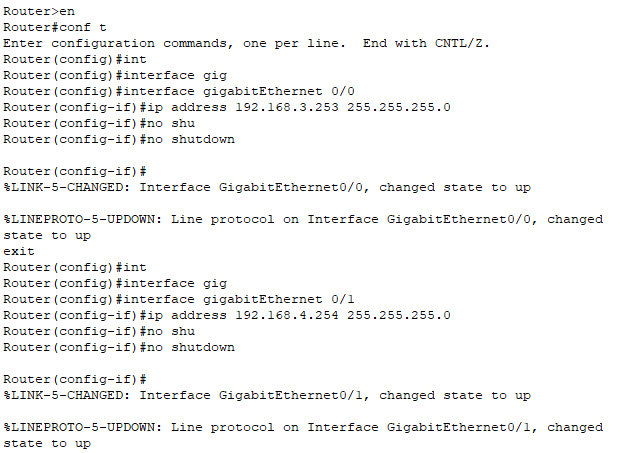 Router>en
Router#conf t
Enter configuration commands, one per line.  End with CNTL/Z.
Router(config)#int
Router(config)#interface gig
Router(config)#interface gigabitEthernet 0/0
Router(config-if)#ip address 192.168.3.253 255.255.255.0
Router(config-if)#no shu
Router(config-if)#no shutdown

Router(config-if)#
%LINK-5-CHANGED: Interface GigabitEthernet0/0, changed state to up

%LINEPROTO-5-UPDOWN: Line protocol on Interface GigabitEthernet0/0, changed
state to up
exit
Router(config)#int
Router(config)#interface gig
Router(config)#interface gigabitEthernet 0/1
Router(config-if)#ip address 192.168.4.254 255.255.255.0
Router(config-if)#no shu
Router(config-if)#no shutdown

Router(config-if)#
%LINK-5-CHANGED: Interface GigabitEthernet0/1, changed state to up

%LINEPROTO-5-UPDOWN: Line protocol on Interface GigabitEthernet0/1, changed
state to up